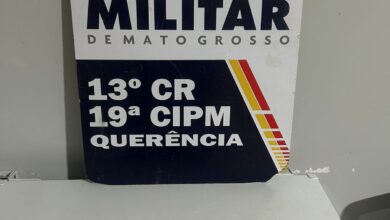 MILITAR
DE MATO GROSSO
13º CR
19ª CIPM
QUERÊNCIA